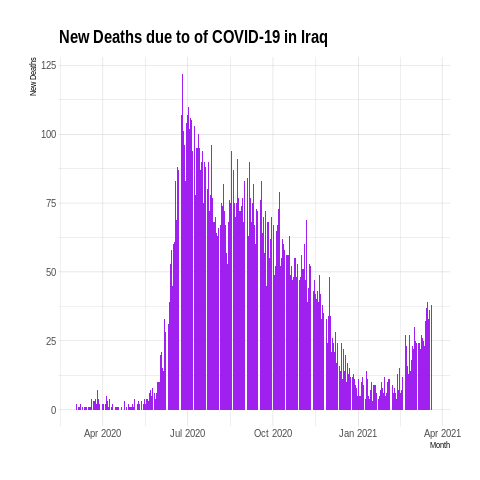 New Deaths due to of COVID-19 in Iraq
New Deaths
125
100
75
50
25
0
Apr 2020
Jul 2020
Oct 2020
Jan 2021
Apr 2021
Month